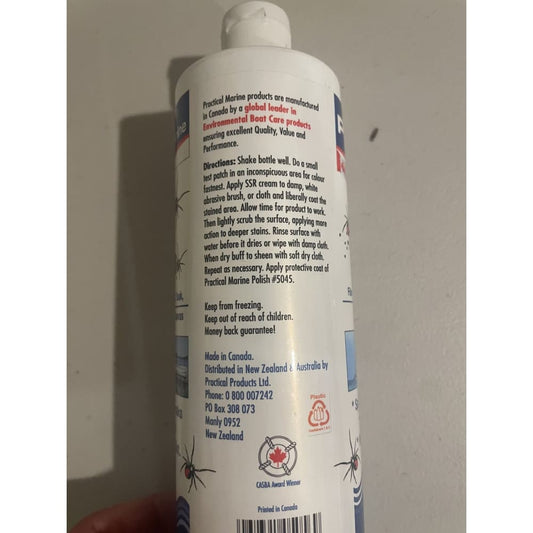 Practical Marine products are manufactured
in Canada by a global leader in
Environmental Boat Care products
ensuring excellent Quality, Value and
Performance.
Directions: Shake bottle well. Do a small
test patch in an inconspicuous area for colour
fastness. Apply SSR cream to damp, white
abrasive brush, or cloth and liberally coat the
stained area. Allow time for product to work.
Then lightly scrub the surface, applying more
action to deeper stains. Rinse surface with
water before it dries or wipe with damp cloth.
When dry buff to sheen with soft dry cloth.
Repeat as necessary. Apply protective coat of
Practical Marine Polish #5045.
Keep from freezing.
Keep out of reach of children.
Money back guarantee!
Made in Canada.
Distributed in New Zealand & Australia by
Practical Products Ltd.
Phone: 0 800 007242
PO Box 308 073
Manly 0952
New Zealand
CASBA Award Winner
Printed in Canada